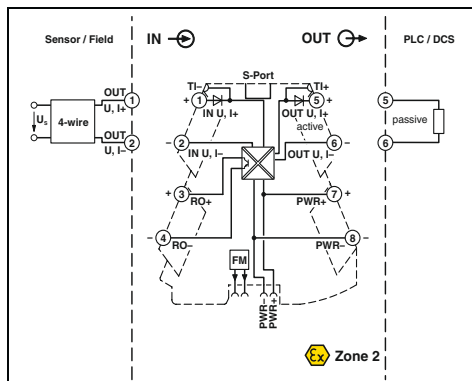 Sensor / Field
IN
OUT
PLC / DCS
S-Port
TI–
TI+
OUT
U, I+
1
+
1
IN U, I+
5
+
OUT U, I+
active
5
Us
4-wire
passive
OUT
U, I–
2
–
2
IN U, I–
6
–
OUT U, I–
6
+
3
RO+
7
+
PWR+
–
4
RO–
8
–
PWR–
FM
PWR–
PWR+
Ex
Zone 2